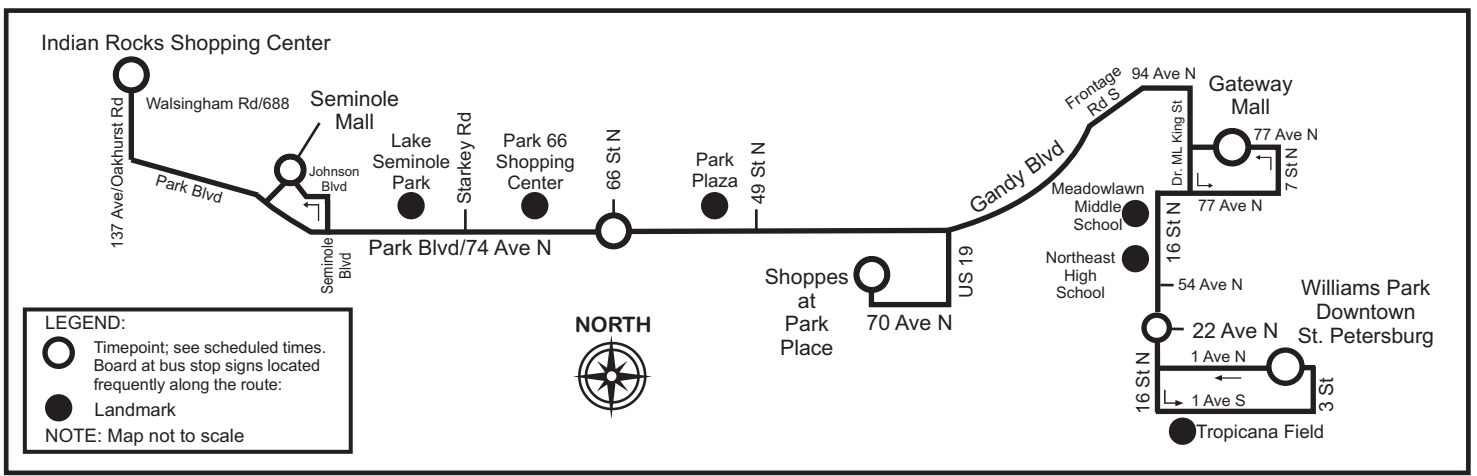 Indian Rocks Shopping Center
137 Ave/Oakhurst Rd
Walsingham Rd/688
Park Blvd
Seminole
Mall
Johnson
Blvd
Seminole
Blvd
Lake
Seminole
Park
Starkey Rd
Park 66
Shopping
Center
66 St N
Park Blvd/74 Ave N
Park
Plaza
49 St N
Shoppes
at
Park
Place
70 Ave N
US 19
Gandy Blvd
Frontage
Rd S
94 Ave N
Dr. ML King St
Gateway
Mall
77 Ave N
7 St N
77 Ave N
Meadowlawn
Middle
School
16 St N
Northeast
High
School
54 Ave N
22 Ave N
Williams Park
Downtown
St. Petersburg
1 Ave N
16 St N
1 Ave S
3 St
Tropicana Field
NORTH
LEGEND:
Timepoint; see scheduled times.
Board at bus stop signs located
frequently along the route:
Landmark
NOTE: Map not to scale